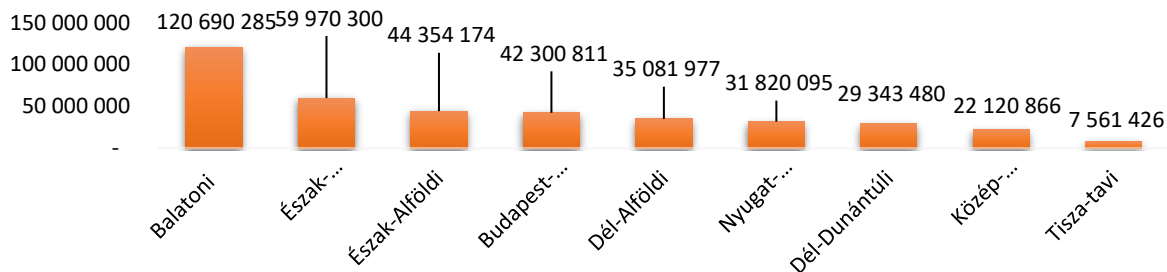 150 000 000
100 000 000
50 000 000
-
120 690 285
59 970 300
44 354 174
42 300 811
35 081 977
31 820 095
29 343 480
22 120 866
7 561 426
Balatoni
Észak-...
Észak-Alföldi
Budapest-...
Dél-Alföldi
Nyugat-...
Dél-Dunántúli
Közép-...
Tisza-tavi